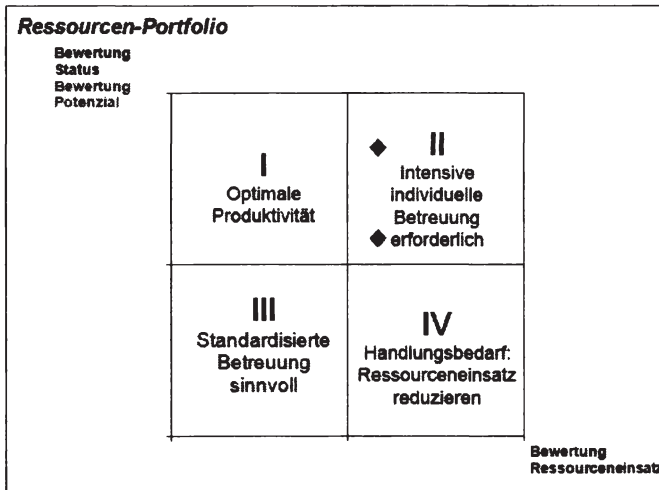 Ressourcen-Portfolio
Bewertung
Status
Bewertung
Potenzial
I
Optimale
Produktivität
II
Intensive
individuelle
Betreuung
erforderlich
III
Standardisierte
Betreuung
sinnvoll
IV
Handlungsbedarf:
Ressourceneinsatz
reduzieren
Bewertung
Ressourceneinsatz